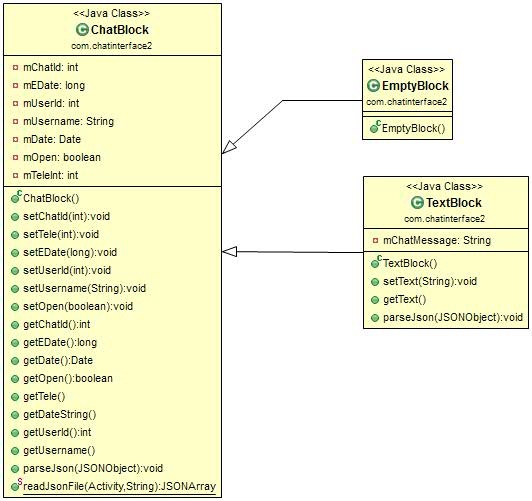 <<Java Class>>
ChatBlock
com.chatinterface2
mChatId: int
mEDate: long
mUserId: int
mUsername: String
mDate: Date
mOpen: boolean
mTeleInt: int
ChatBlock()
setChatId(int):void
setTele(int):void
setEDate(long):void
setUserId(int):void
setUsername(String):void
setOpen(boolean):void
getChatId():int
getEDate():long
getDate():Date
getOpen():boolean
getTele()
getDateString()
getUserId():int
getUsername()
parseJson(JSONObject):void
readJsonFile(Activity,String):JSONArray
<<Java Class>>
EmptyBlock
com.chatinterface2
EmptyBlock()
<<Java Class>>
TextBlock
com.chatinterface2
mChatMessage: String
TextBlock()
setText(String):void
getText()
parseJson(JSONObject):void